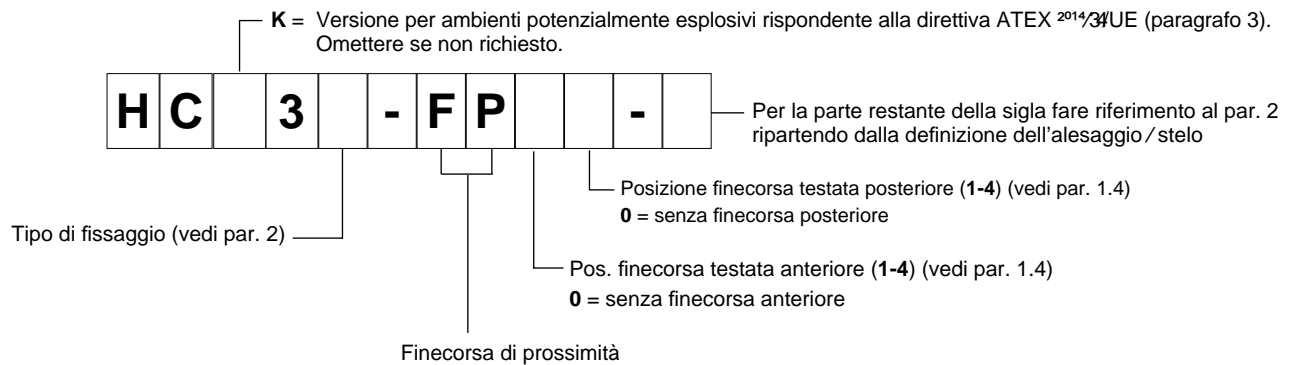 K = Versione per ambienti potenzialmente esplosivi rispondente alla direttiva ATEX 2014/34/UE (paragrafo 3).
Omettere se non richiesto.
H C 3 - F P -
Per la parte restante della sigla fare riferimento al par. 2
ripartendo dalla definizione dell'alesaggio/stelo
Posizione finecorsa testata posteriore (1-4) (vedi par. 1.4)
0 = senza finecorsa posteriore
Tipo di fissaggio (vedi par. 2)
Pos. finecorsa testata anteriore (1-4) (vedi par. 1.4)
0 = senza finecorsa anteriore
Finecorsa di prossimità